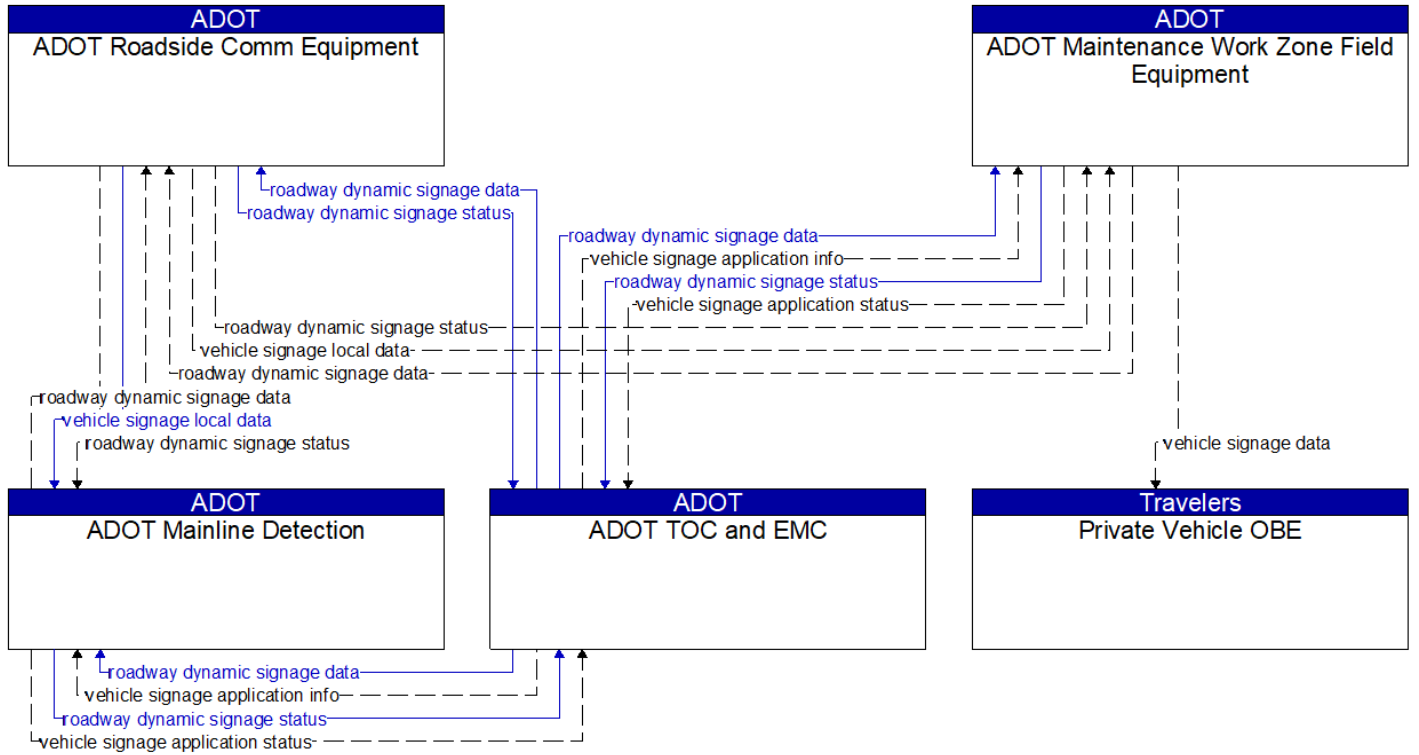 ADOT
ADOT Roadside Comm Equipment
ADOT
ADOT Maintenance Work Zone Field
Equipment
roadway dynamic signage data
roadway dynamic signage status
roadway dynamic signage data
vehicle signage application info
roadway dynamic signage status
vehicle signage application status
roadway dynamic signage status
vehicle signage local data
roadway dynamic signage data
roadway dynamic signage data
vehicle signage local data
roadway dynamic signage status
vehicle signage data
ADOT
ADOT Mainline Detection
ADOT
ADOT TOC and EMC
Travelers
Private Vehicle OBE
roadway dynamic signage data
vehicle signage application info
roadway dynamic signage status
vehicle signage application status